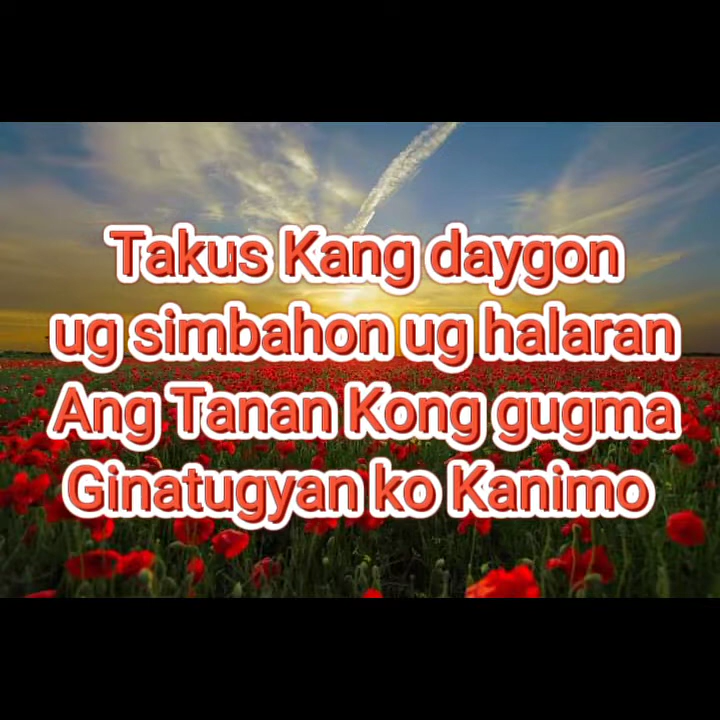 Takus Kang daygon
ug simbahon ug halaran
Ang Tanan Kong gugma
Ginatugyan ko Kanimo